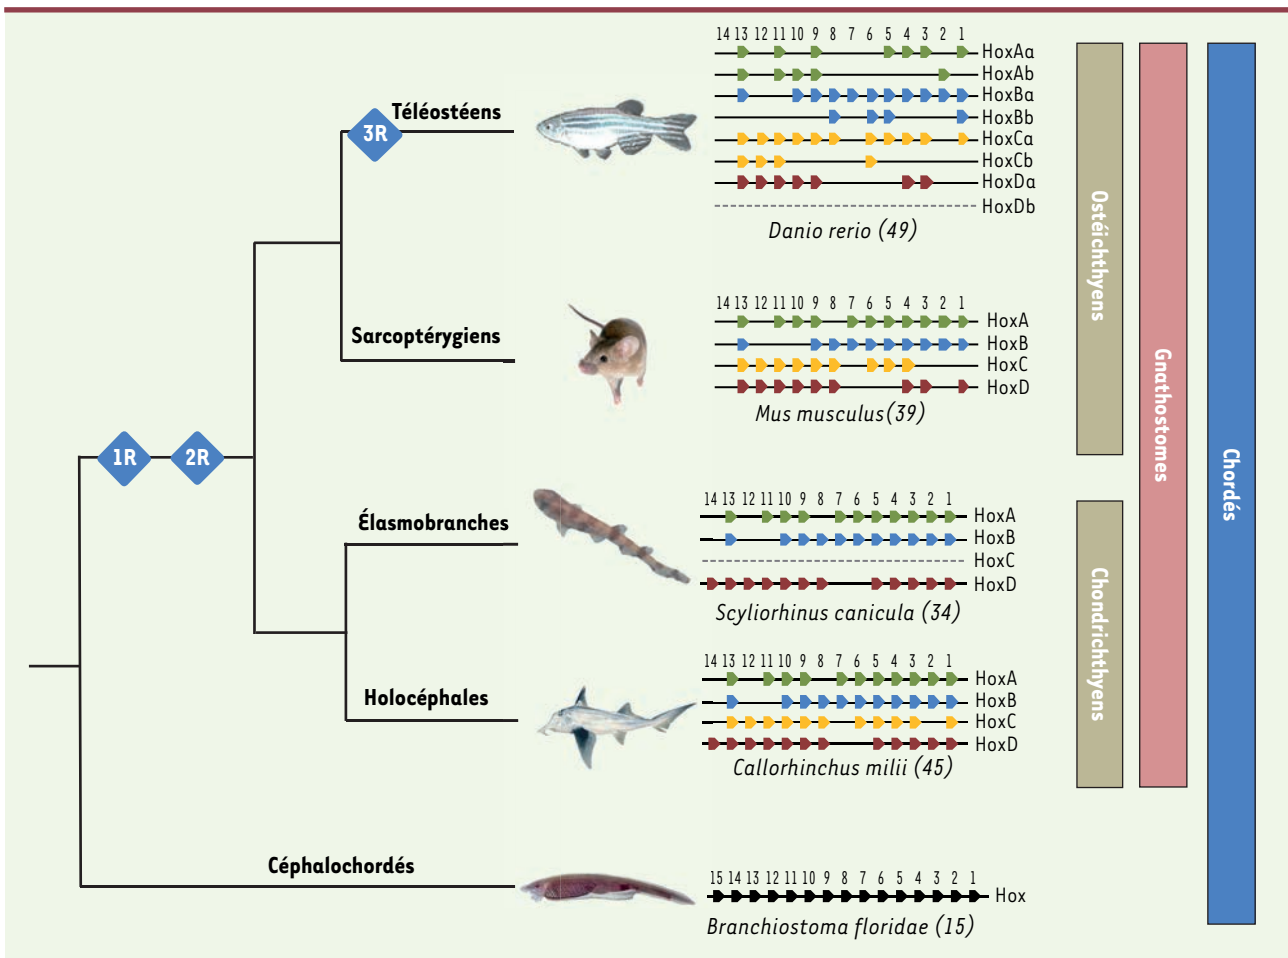 14 13 12 11 10 9 8 7 6 5 4 3 2 1
HoxAa
HoxAb
HoxBa
HoxBb
HoxCa
HoxCb
HoxDa
HoxDb
Danio rerio (49)
Téléostéens
3R
14 13 12 11 10 9 8 7 6 5 4 3 2 1
HoxA
HoxB
HoxC
HoxD
Mus musculus(39)
Sarcoptérygiens
1R
2R
14 13 12 11 10 9 8 7 6 5 4 3 2 1
HoxA
HoxB
HoxC
HoxD
Scyliorhinus canicula (34)
Élasmobranches
14 13 12 11 10 9 8 7 6 5 4 3 2 1
HoxA
HoxB
HoxC
HoxD
Callorhinchus milii (45)
Holocéphales
Céphalochordés
15 14 13 12 11 10 9 8 7 6 5 4 3 2 1
Hox
Branchiostoma floridae (15)
Ostéichthyens
Chondrichthyens
Gnathostomes
Chordés